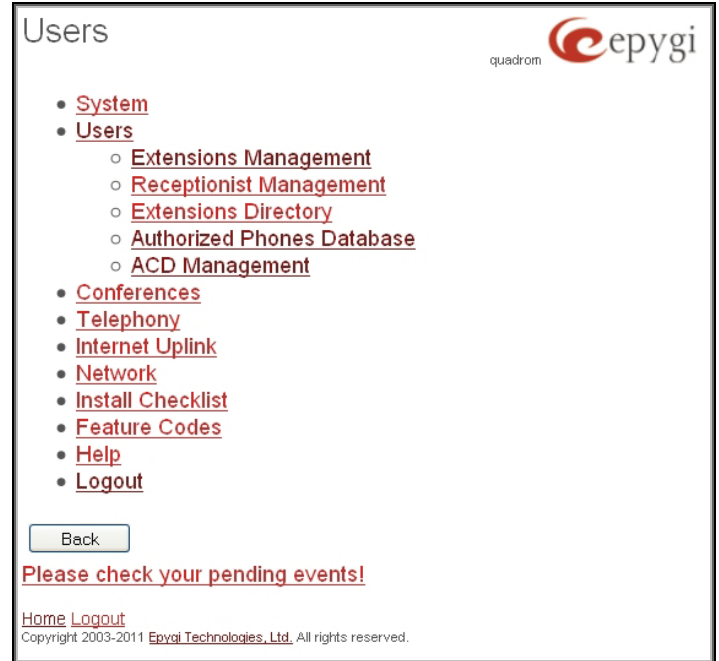 Users
quadrom epygi
System
Users
Extensions Management
Receptionist Management
Extensions Directory
Authorized Phones Database
ACD Management
Conferences
Telephony
Internet Uplink
Network
Install Checklist
Feature Codes
Help
Logout
Back
Please check your pending events!
Home Logout
Copyright 2003-2011 Epygi Technologies, Ltd. All rights reserved.